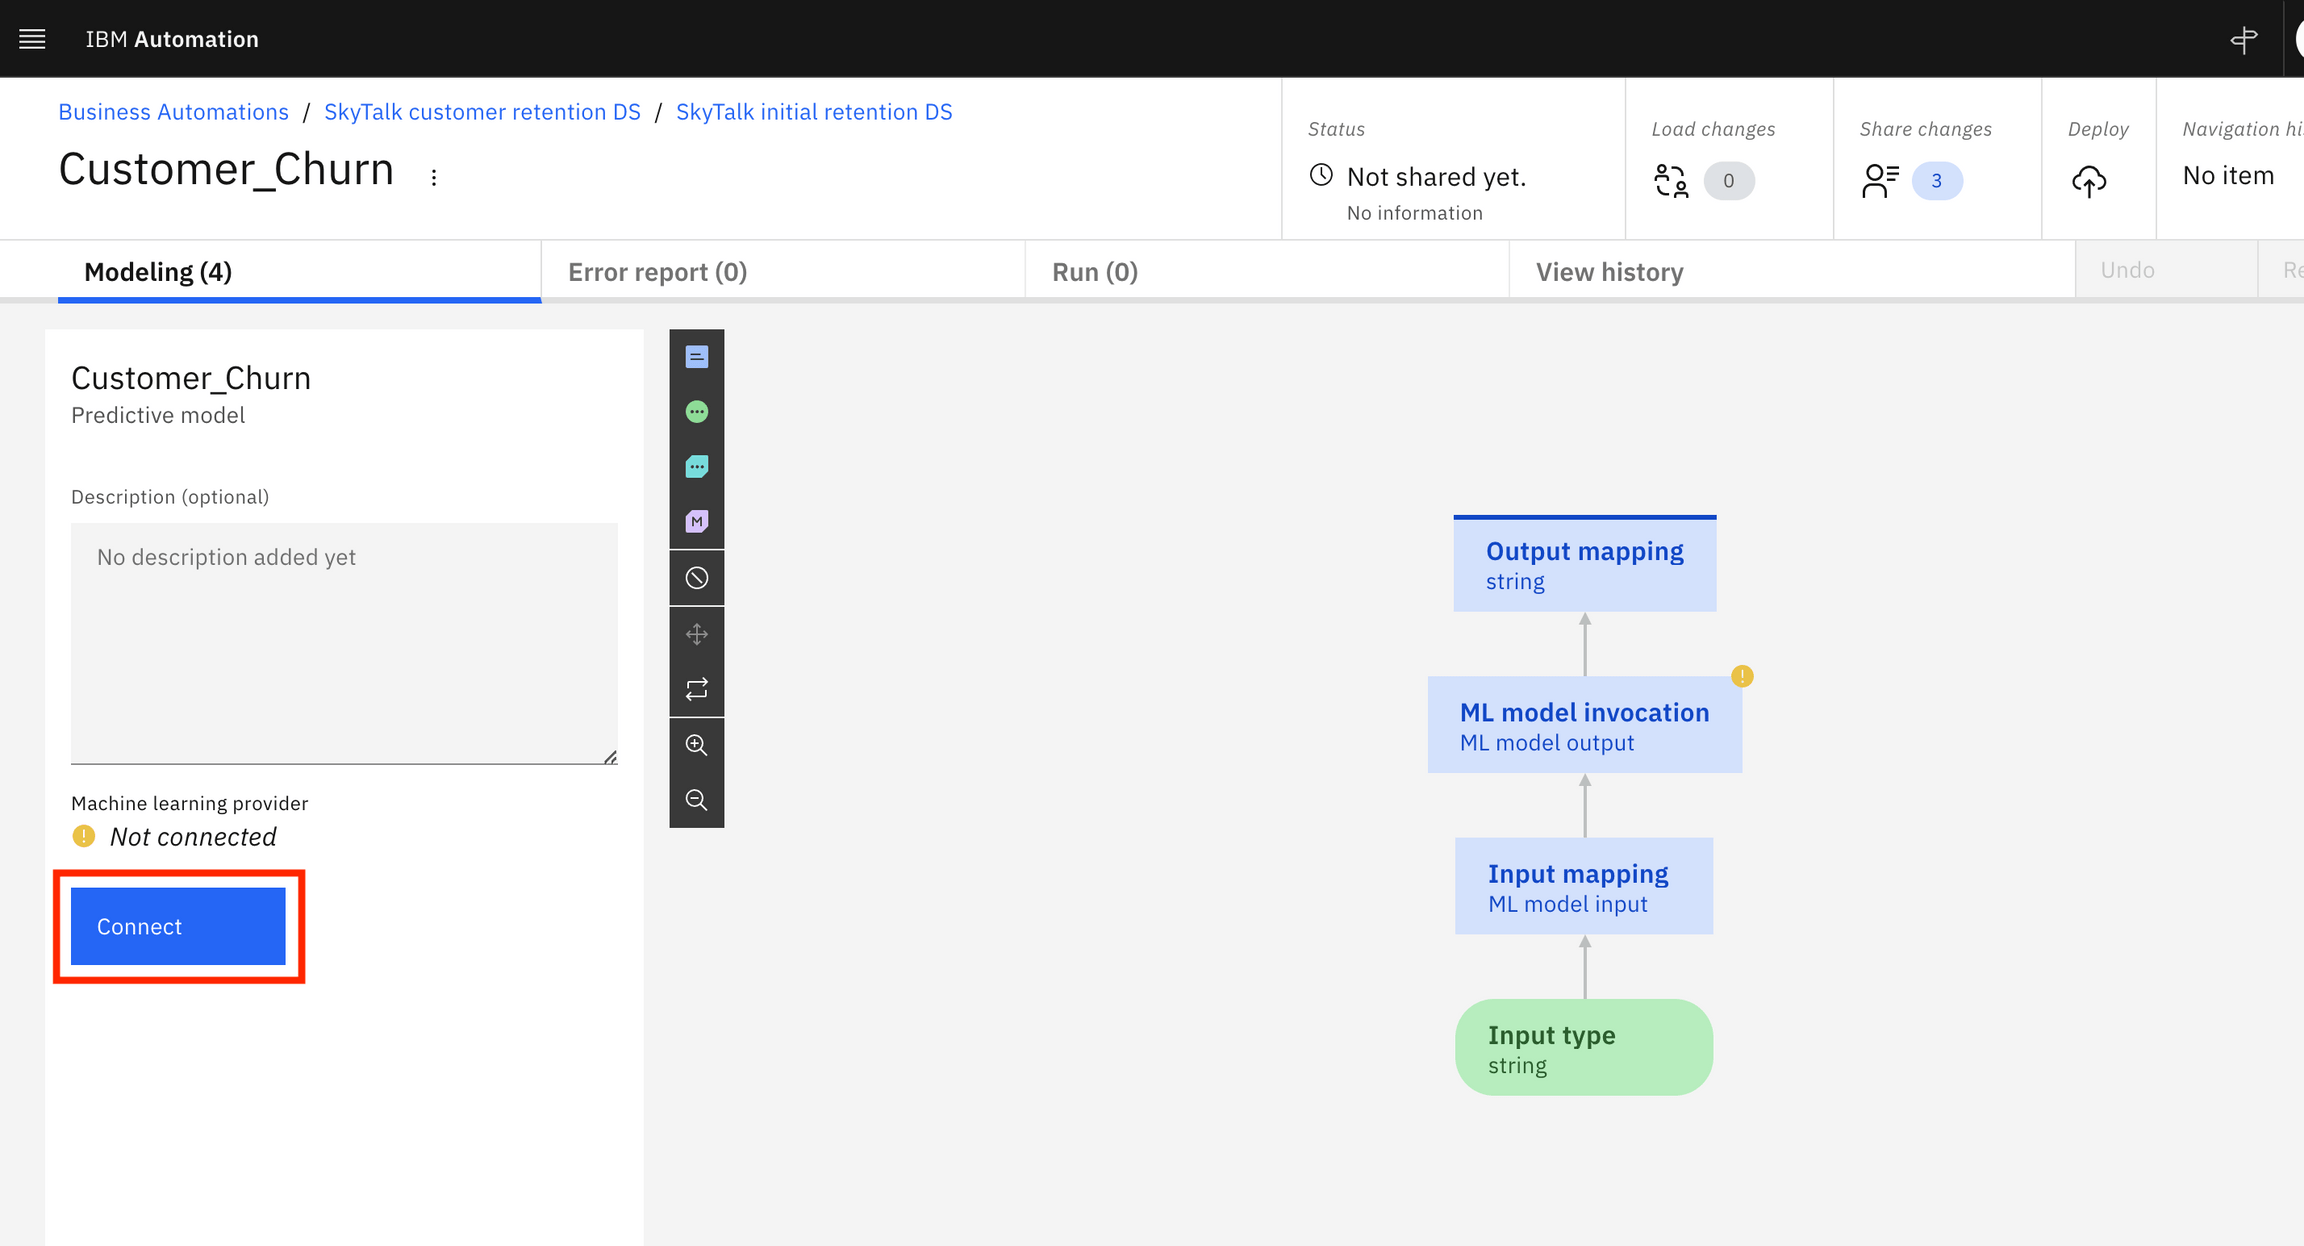 IBM Automation
Business Automations / SkyTalk customer retention DS / SkyTalk initial retention DS
Customer_Churn
Status
Not shared yet.
No information
Load changes
0
Share changes
3
Deploy
Navigation hi
No item
Modeling (4)
Error report (0)
Run (0)
View history
Undo
Re
Customer_Churn
Predictive model
Description (optional)
No description added yet
Machine learning provider
Not connected
Connect
M
Output mapping
string
ML model invocation
ML model output
Input mapping
ML model input
Input type
string